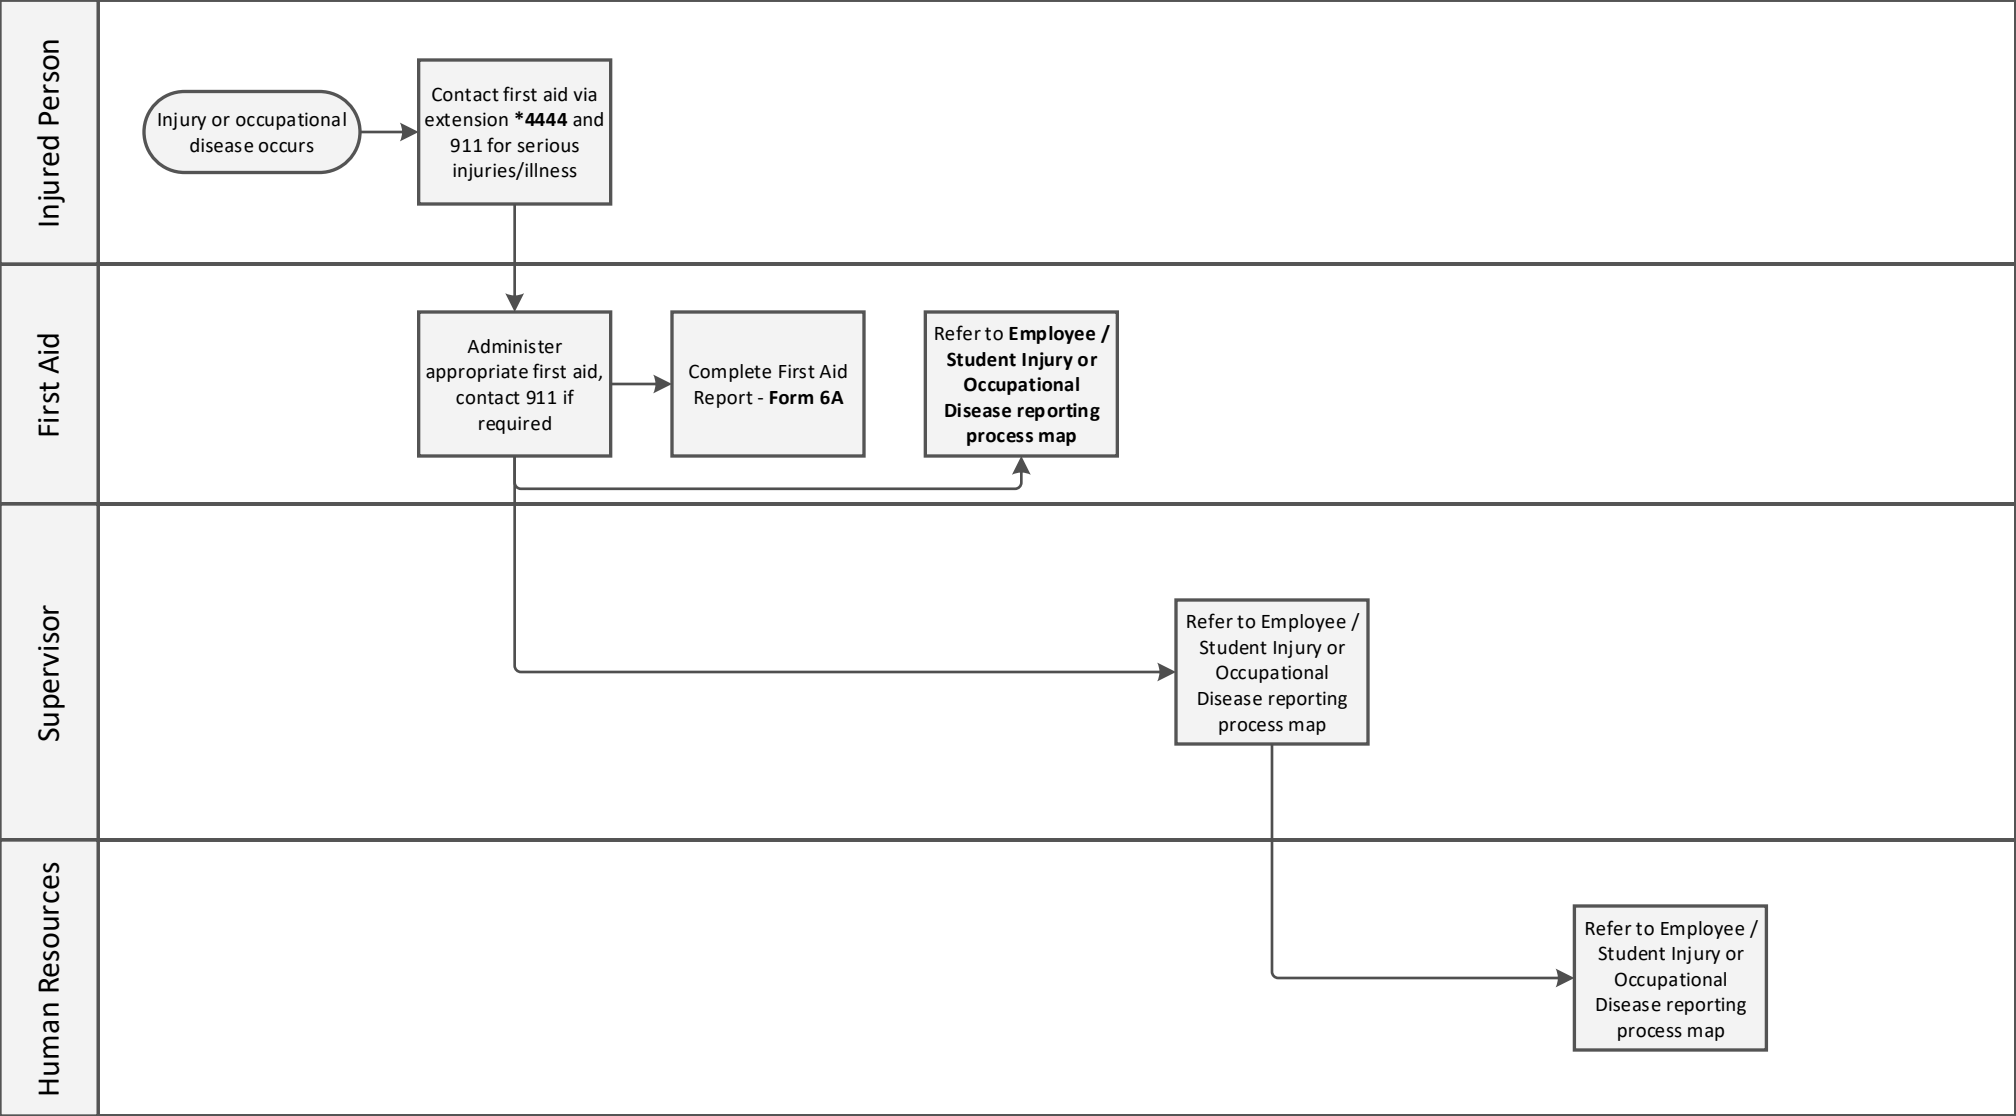 Injured Person
Injury or occupational
disease occurs
Contact first aid via
extension *4444 and
911 for serious
injuries/illness
First Aid
Administer
appropriate first aid,
contact 911 if
required
Complete First Aid
Report - Form 6A
Refer to Employee /
Student Injury or
Occupational
Disease reporting
process map
Supervisor
Refer to Employee /
Student Injury or
Occupational
Disease reporting
process map
Human Resources
Refer to Employee /
Student Injury or
Occupational
Disease reporting
process map